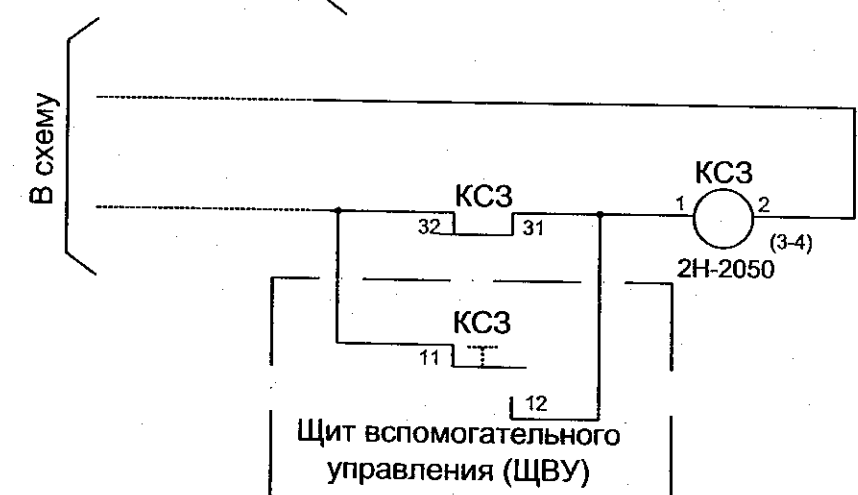 В схему
КСЗ
КСЗ
32
31
1
2
(3-4)
2Н-2050
КСЗ
11
12
Щит вспомогательного
управления (ЩВУ)